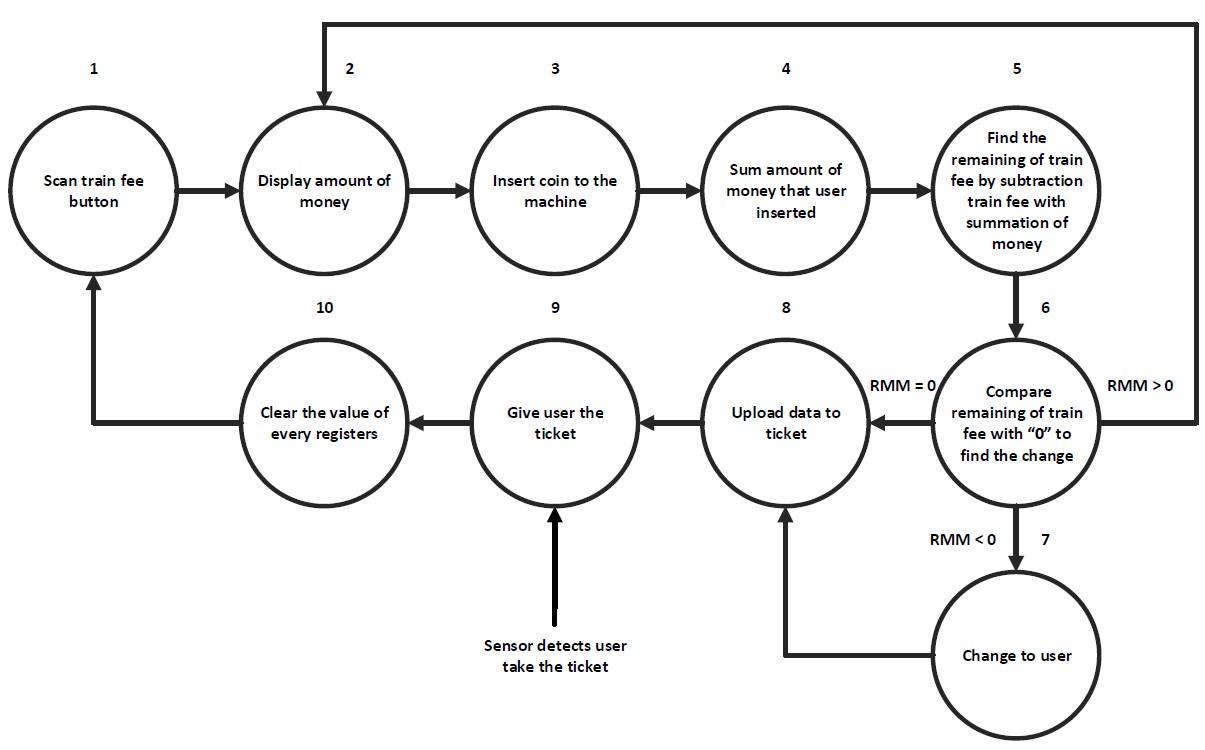 1
2
3
4
5
Scan train fee
button
Display amount of
money
Insert coin to the
machine
Sum amount of
money that user
inserted
Find the
remaining of train
fee by subtraction
train fee with
summation of
money
10
9
8
6
Clear the value of
every registers
Give user the
ticket
Upload data to
ticket
RMM = 0
Compare
remaining of train
fee with “0” to
find the change
RMM > 0
RMM < 0
7
Sensor detects user
take the ticket
Change to user